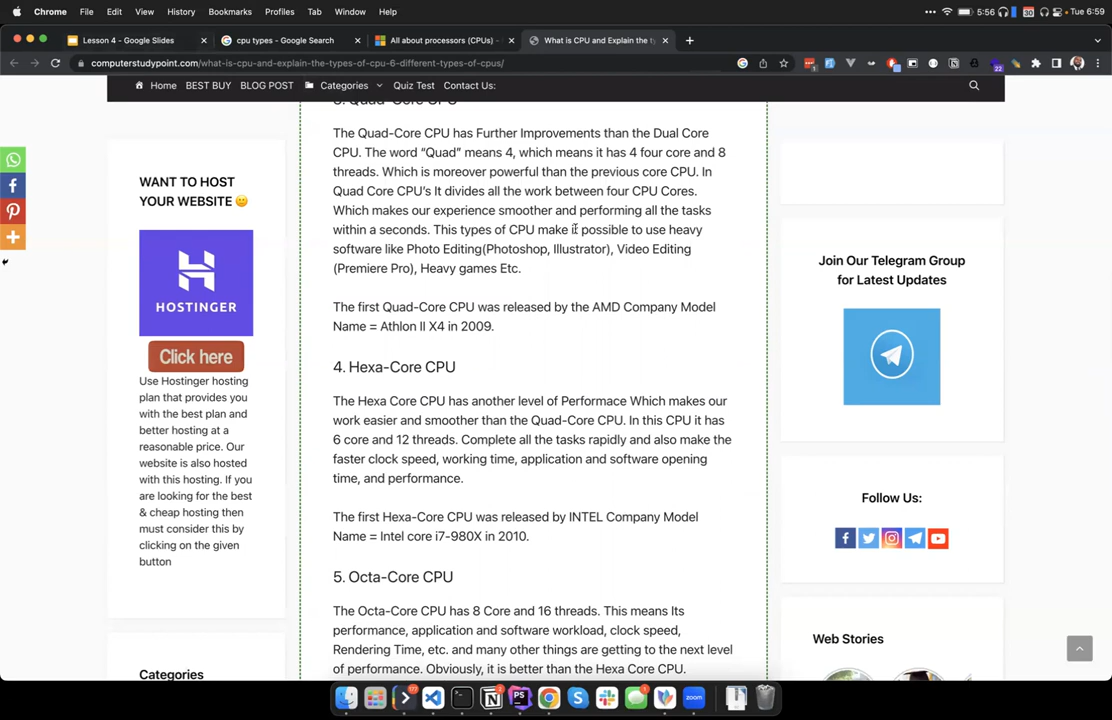 Chrome File Edit View History Bookmarks Profiles Tab Window Help
5:56 30 Tue 6:59
Lesson 4 - Google Slides
cpu types - Google Search
All about processors (CPUs) -
What is CPU and Explain the ty
computerstudypoint.com/what-is-cpu-and-explain-the-types-of-cpu-6-different-types-of-cpus/
Home BEST BUY BLOG POST Categories Quiz Test Contact Us:
WANT TO HOST
YOUR WEBSITE 🙂
HOSTINGER
Click here
Use Hostinger hosting
plan that provides you
with the best plan and
better hosting at a
reasonable price. Our
website is also hosted
with this hosting. If you
are looking for the best
& cheap hosting then
must consider this by
clicking on the given
button
Categories
3. Quad-Core CPU
The Quad-Core CPU has Further Improvements than the Dual Core
CPU. The word “Quad” means 4, which means it has 4 four core and 8
threads. Which is moreover powerful than the previous core CPU. In
Quad Core CPU’s It divides all the work between four CPU Cores.
Which makes our experience smoother and performing all the tasks
within a seconds. This types of CPU make it possible to use heavy
software like Photo Editing(Photoshop, Illustrator), Video Editing
(Premiere Pro), Heavy games Etc.
The first Quad-Core CPU was released by the AMD Company Model
Name = Athlon II X4 in 2009.
4. Hexa-Core CPU
The Hexa Core CPU has another level of Performace Which makes our
work easier and smoother than the Quad-Core CPU. In this CPU it has
6 core and 12 threads. Complete all the tasks rapidly and also make the
faster clock speed, working time, application and software opening
time, and performance.
The first Hexa-Core CPU was released by INTEL Company Model
Name = Intel core i7-980X in 2010.
5. Octa-Core CPU
The Octa-Core CPU has 8 Core and 16 threads. This means Its
performance, application and software workload, clock speed,
Rendering Time, etc. and many other things are getting to the next level
of performance. Obviously, it is better than the Hexa Core CPU.
Join Our Telegram Group
for Latest Updates
Follow Us:
Web Stories
PS
zoom